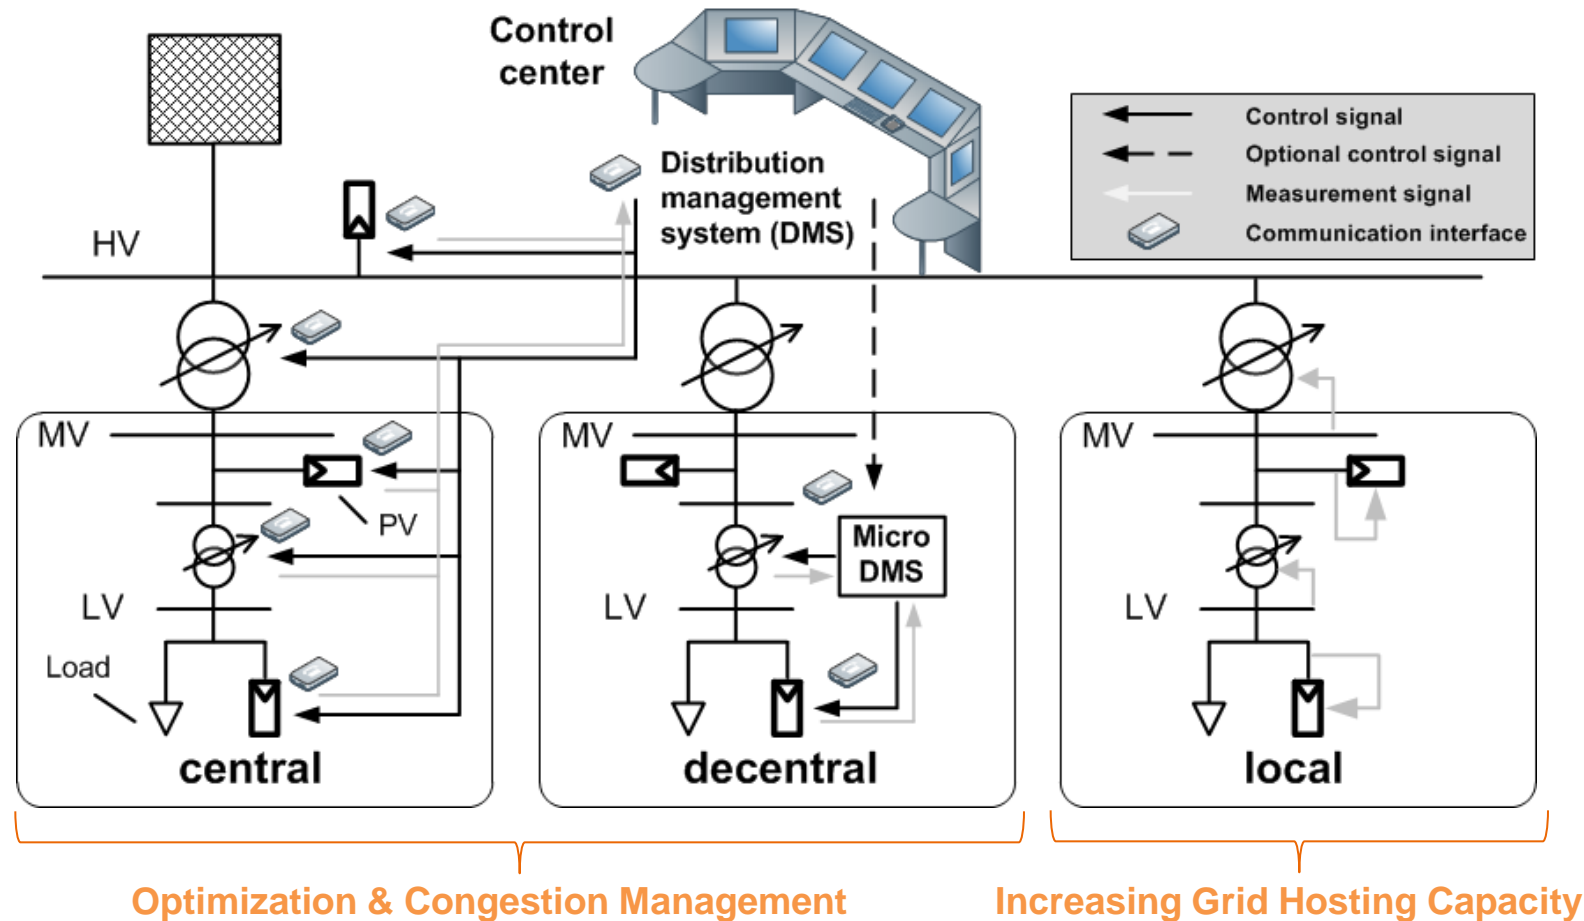 Control
center
Distribution
management
system (DMS)
Control signal
Optional control signal
Measurement signal
Communication interface
HV
MV
PV
LV
Load
central
MV
Micro
DMS
LV
decentral
MV
LV
local
Optimization & Congestion Management
Increasing Grid Hosting Capacity